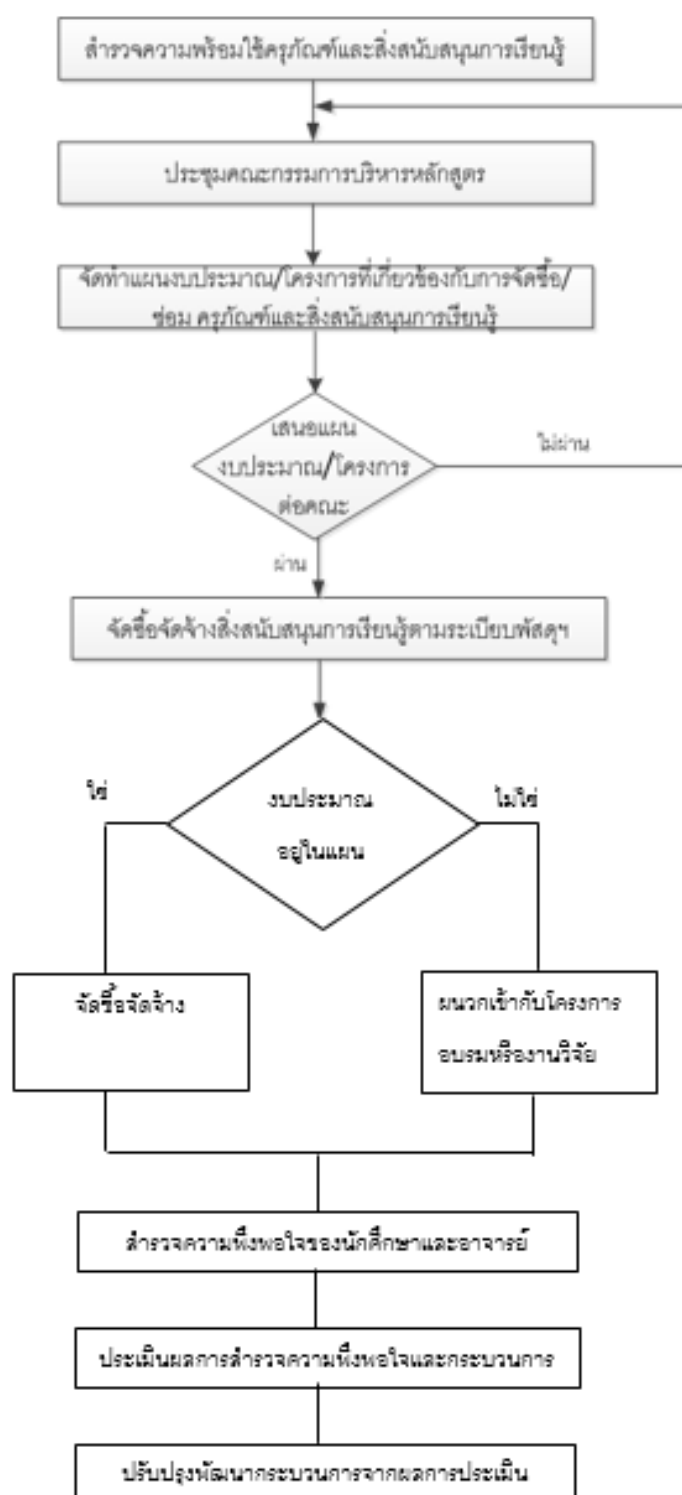 สำรวจความพร้อมใช้ครุภัณฑ์และสิ่งสนับสนุนการเรียนรู้
ประชุมคณะกรรมการบริหารหลักสูตร
จัดทำแผนงบประมาณ/โครงการที่เกี่ยวข้องกับการจัดซื้อ/
ซ่อม ครุภัณฑ์และสิ่งสนับสนุนการเรียนรู้
เสนอแผน
งบประมาณ/โครงการ
ต่อคณะ
ไม่ผ่าน
ผ่าน
จัดซื้อจัดจ้างสิ่งสนับสนุนการเรียนรู้ตามระเบียบพัสดุฯ
ใช่
งบประมาณ
อยู่ในแผน
ไม่ใช่
จัดซื้อจัดจ้าง
ผนวกเข้ากับโครงการ
อบรมหรืองานวิจัย
สำรวจความพึงพอใจของนักศึกษาและอาจารย์
ประเมินผลการสำรวจความพึงพอใจและกระบวนการ
ปรับปรุงพัฒนากระบวนการจากผลการประเมิน